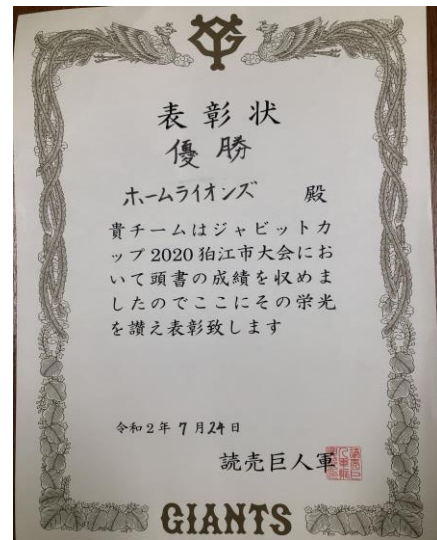 表彰状
優勝
ホームライオンズ 殿
貴チームはジャビットカ
ップ2020狛江市大会にお
いて頭書の成績を収めま
したのでここにその栄光
を讃え表彰致します
令和2年7月24日
読売巨人軍
GIANTS